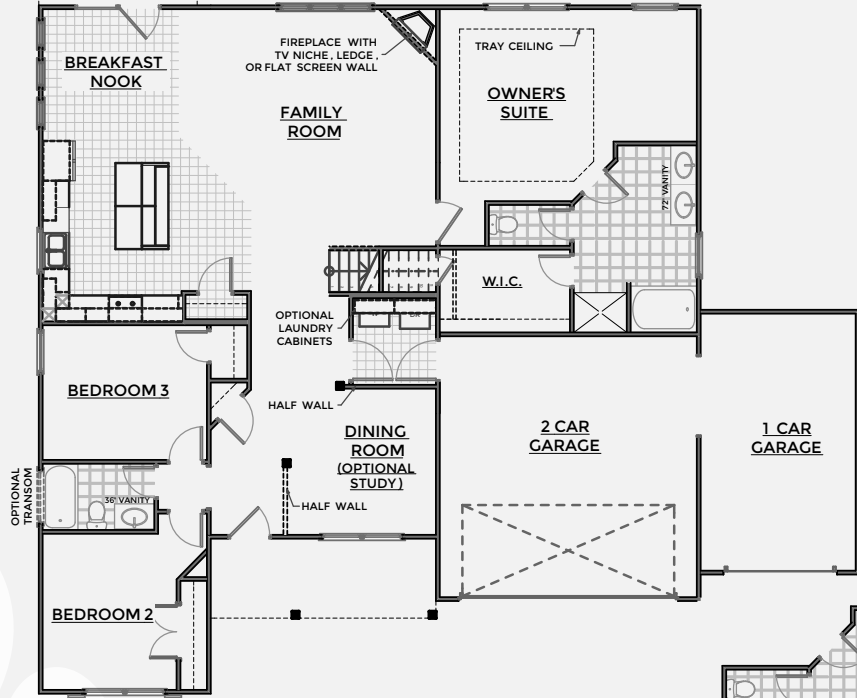 BREAKFAST
NOOK
FIREPLACE WITH
TV NICHE, LEDGE,
OR FLAT SCREEN WALL
FAMILY
ROOM
TRAY CEILING
OWNER'S
SUITE
72" VANITY
W.I.C.
OPTIONAL
LAUNDRY
CABINETS
BEDROOM 3
HALF WALL
DINING
ROOM
(OPTIONAL
STUDY)
2 CAR
GARAGE
1 CAR
GARAGE
OPTIONAL
TRANSOM
36" VANITY
HALF WALL
BEDROOM 2